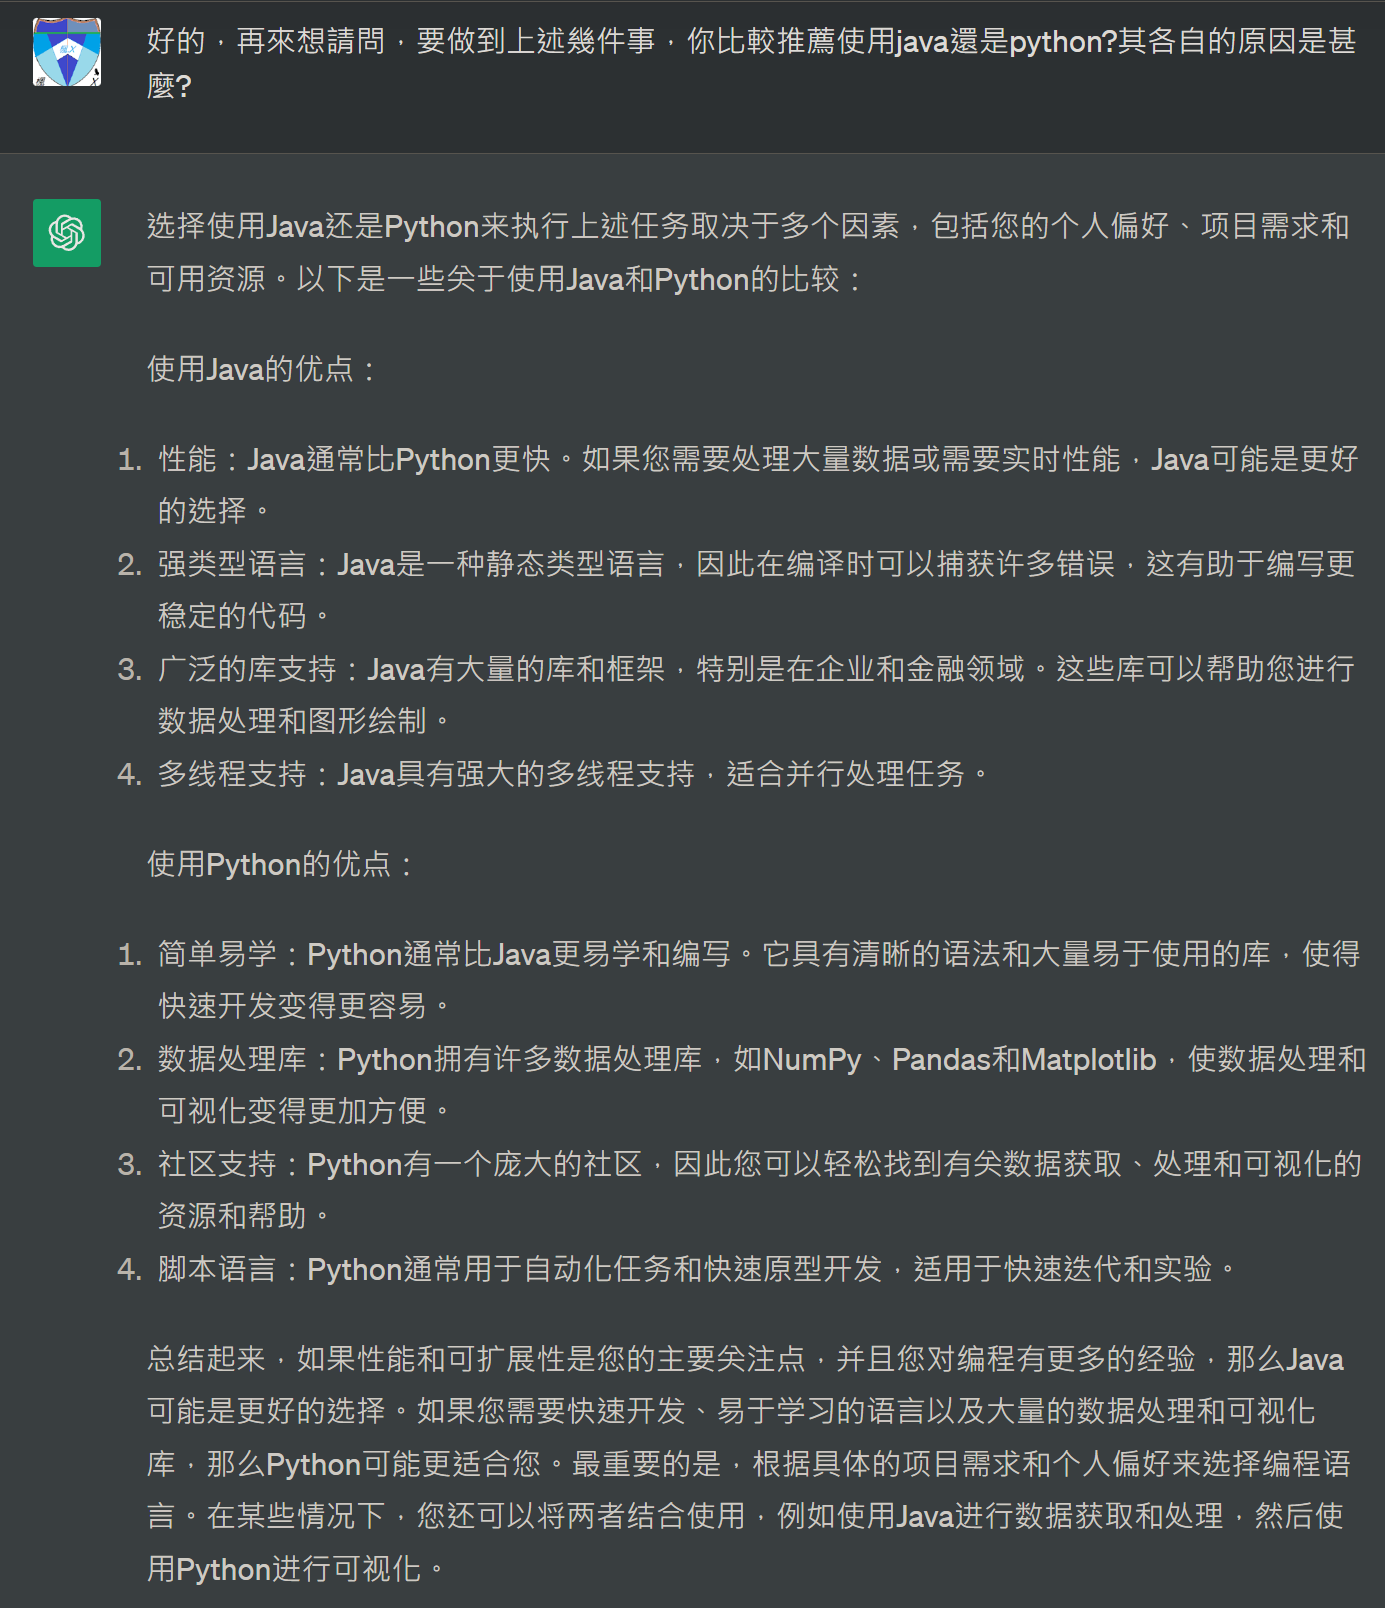 好的，再來想請問，要做到上述幾件事，你比較推薦使用java還是python?其各自的原因是甚
麼?
选择使用Java还是Python来执行上述任务取决于多个因素，包括您的个人偏好、项目需求和
可用资源。以下是一些关于使用Java和Python的比较：
使用Java的优点：
1. 性能：Java通常比Python更快。如果您需要处理大量数据或需要实时性能，Java可能是更好
的选择。
2. 强类型语言：Java是一种静态类型语言，因此在编译时可以捕获许多错误，这有助于编写更
稳定的代码。
3. 广泛的库支持：Java有大量的库和框架，特别是在企业和金融领域。这些库可以帮助您进行
数据处理和图形绘制。
4. 多线程支持：Java具有强大的多线程支持，适合并行处理任务。
使用Python的优点：
1. 简单易学：Python通常比Java更易学和编写。它具有清晰的语法和大量易于使用的库，使得
快速开发变得更容易。
2. 数据处理库：Python拥有许多数据处理库，如NumPy、Pandas和Matplotlib，使数据处理和
可视化变得更加方便。
3. 社区支持：Python有一个庞大的社区，因此您可以轻松找到有关数据获取、处理和可视化的
资源和帮助。
4. 脚本语言：Python通常用于自动化任务和快速原型开发，适用于快速迭代和实验。
总结起来，如果性能和可扩展性是您的主要关注点，并且您对编程有更多的经验，那么Java
可能是更好的选择。如果您需要快速开发、易于学习的语言以及大量的数据处理和可视化
库，那么Python可能更适合您。最重要的是，根据具体的项目需求和个人偏好来选择编程语
言。在某些情况下，您还可以将两者结合使用，例如使用Java进行数据获取和处理，然后使
用Python进行可视化。